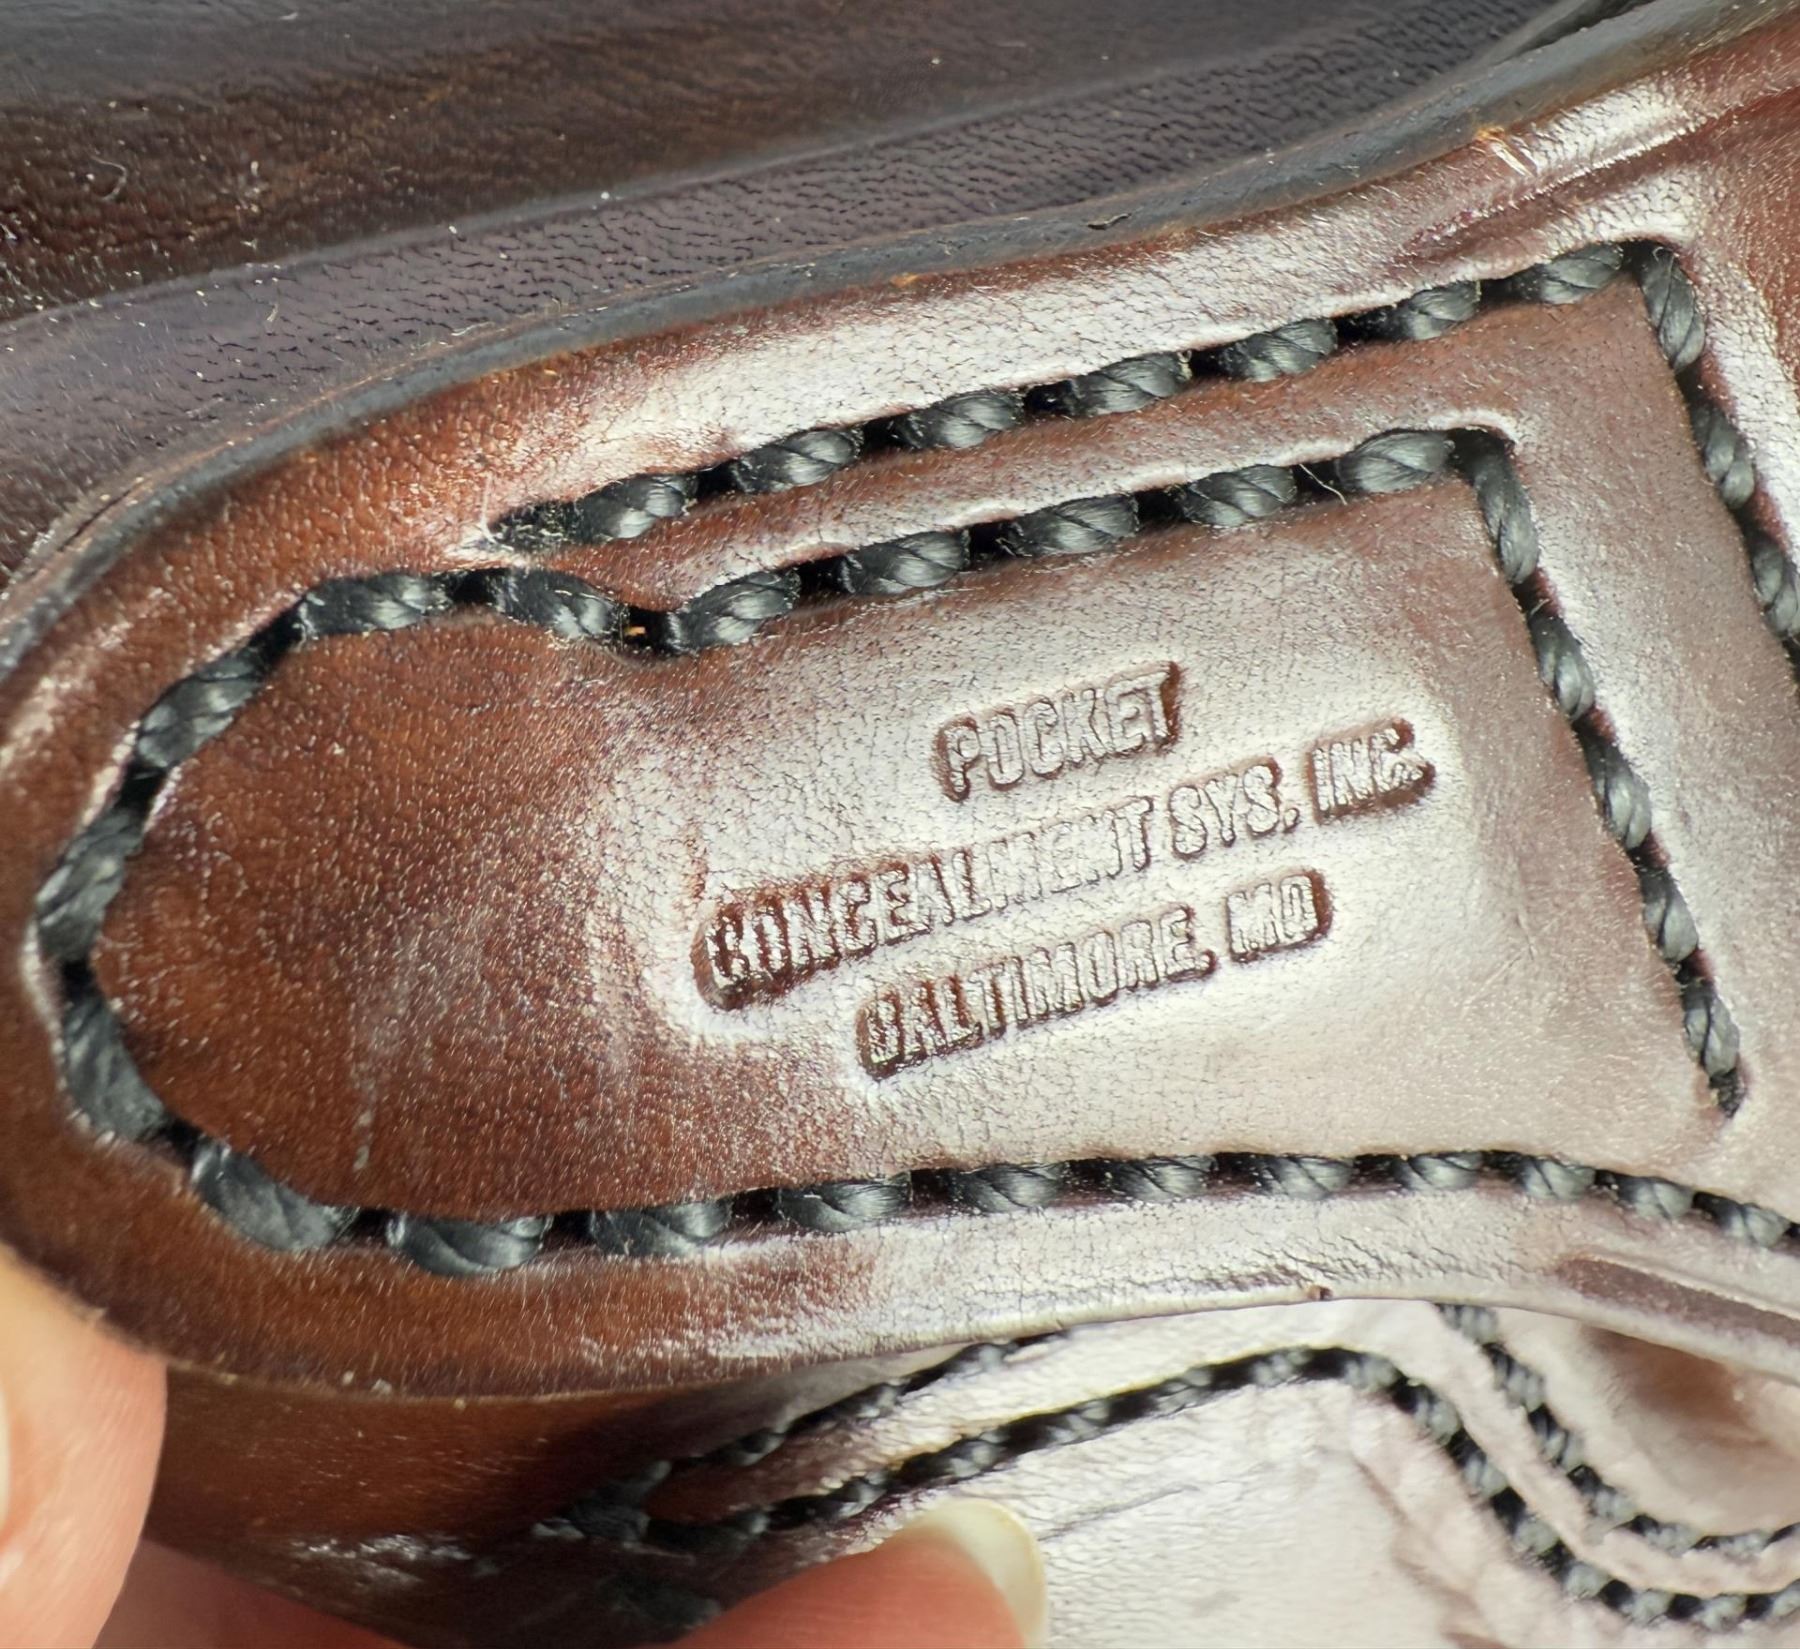 POCKET
CONCEALMENT SYS. INC.
BALTIMORE, MD